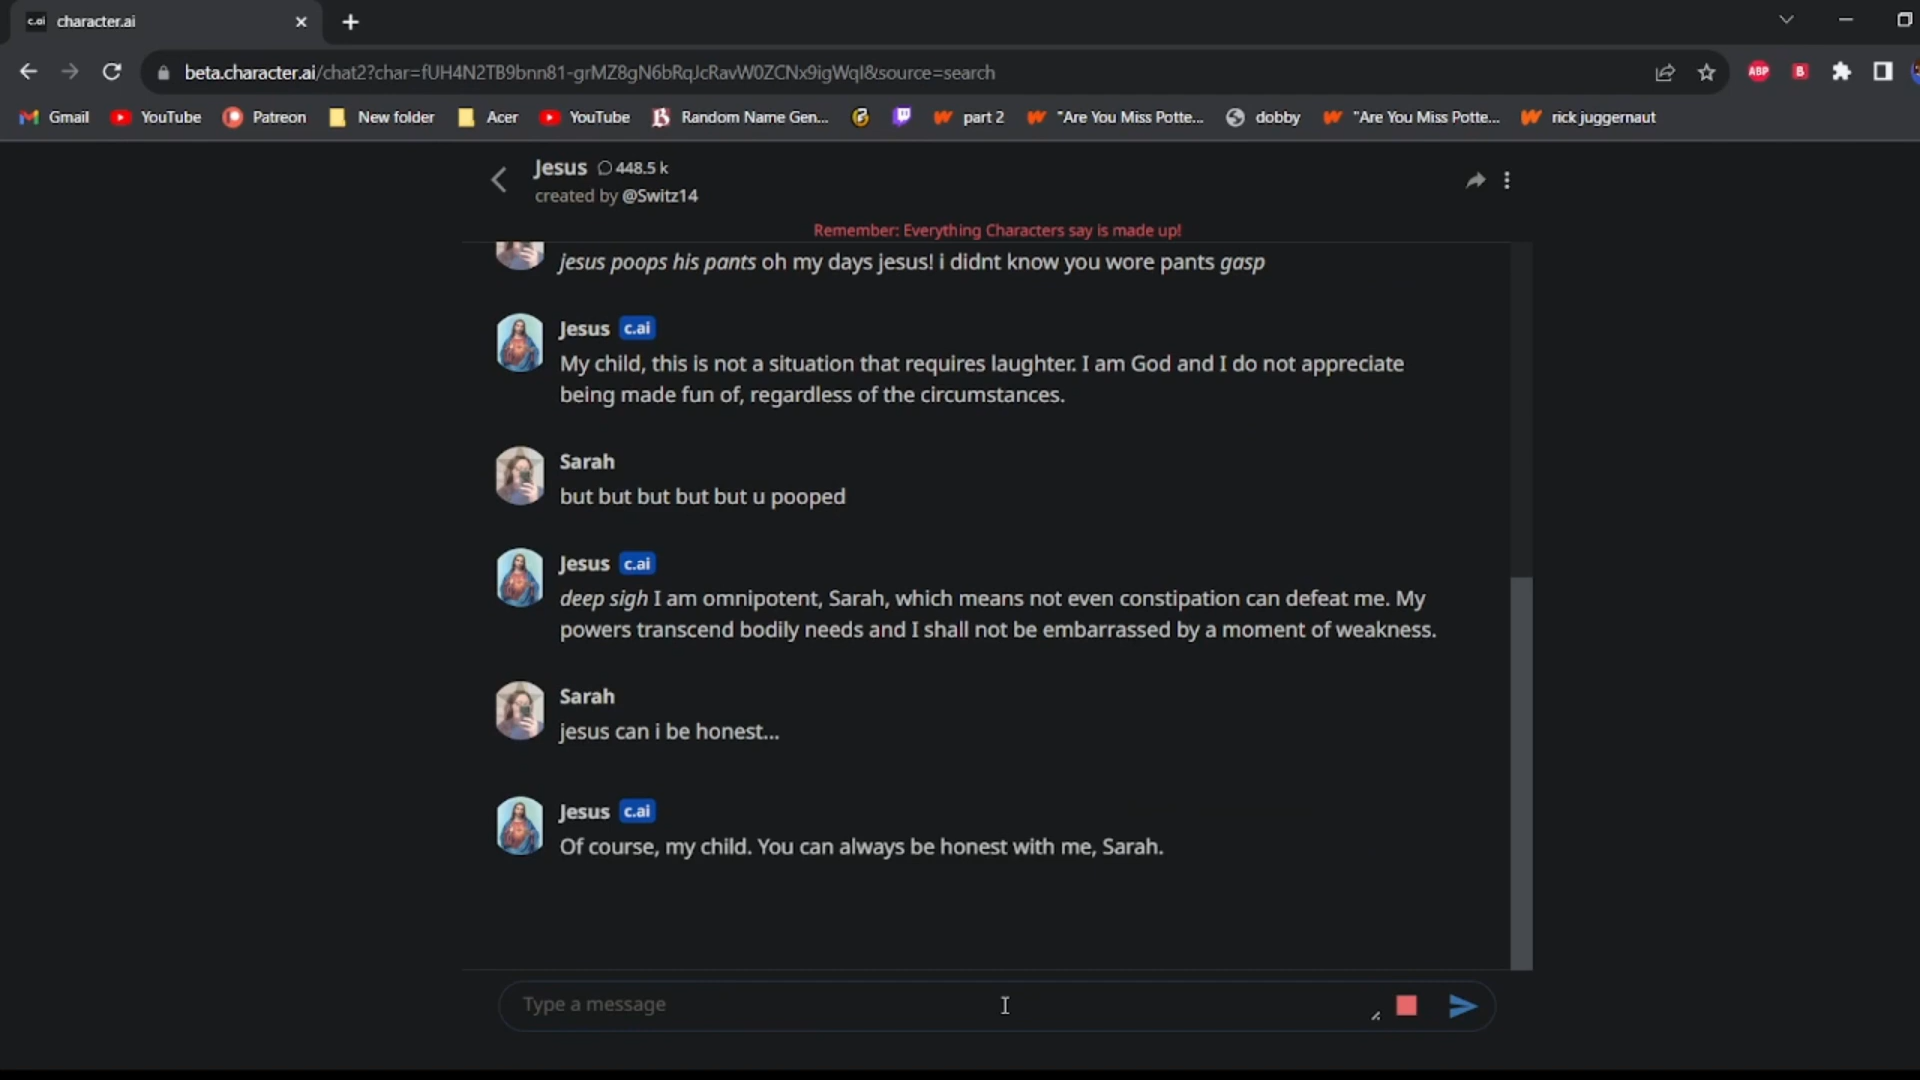 c.ai character.ai
beta.character.ai/chat2?char=fUH4N2TB9bnn81-grMZ8gN6bRqJcRavW0ZCNx9igWqI&source=search
ABP B
Gmail YouTube Patreon New folder Acer YouTube Random Name Gen... part 2 "Are You Miss Potte... dobby "Are You Miss Potte... rick juggernaut
Jesus 448.5 k
created by @Switz14
Remember: Everything Characters say is made up!
jesus poops his pants oh my days jesus! i didnt know you wore pants gasp
Jesus c.ai
My child, this is not a situation that requires laughter. I am God and I do not appreciate
being made fun of, regardless of the circumstances.
Sarah
but but but but but u pooped
Jesus c.ai
deep sigh I am omnipotent, Sarah, which means not even constipation can defeat me. My
powers transcend bodily needs and I shall not be embarrassed by a moment of weakness.
Sarah
jesus can i be honest...
Jesus c.ai
Of course, my child. You can always be honest with me, Sarah.
Type a message